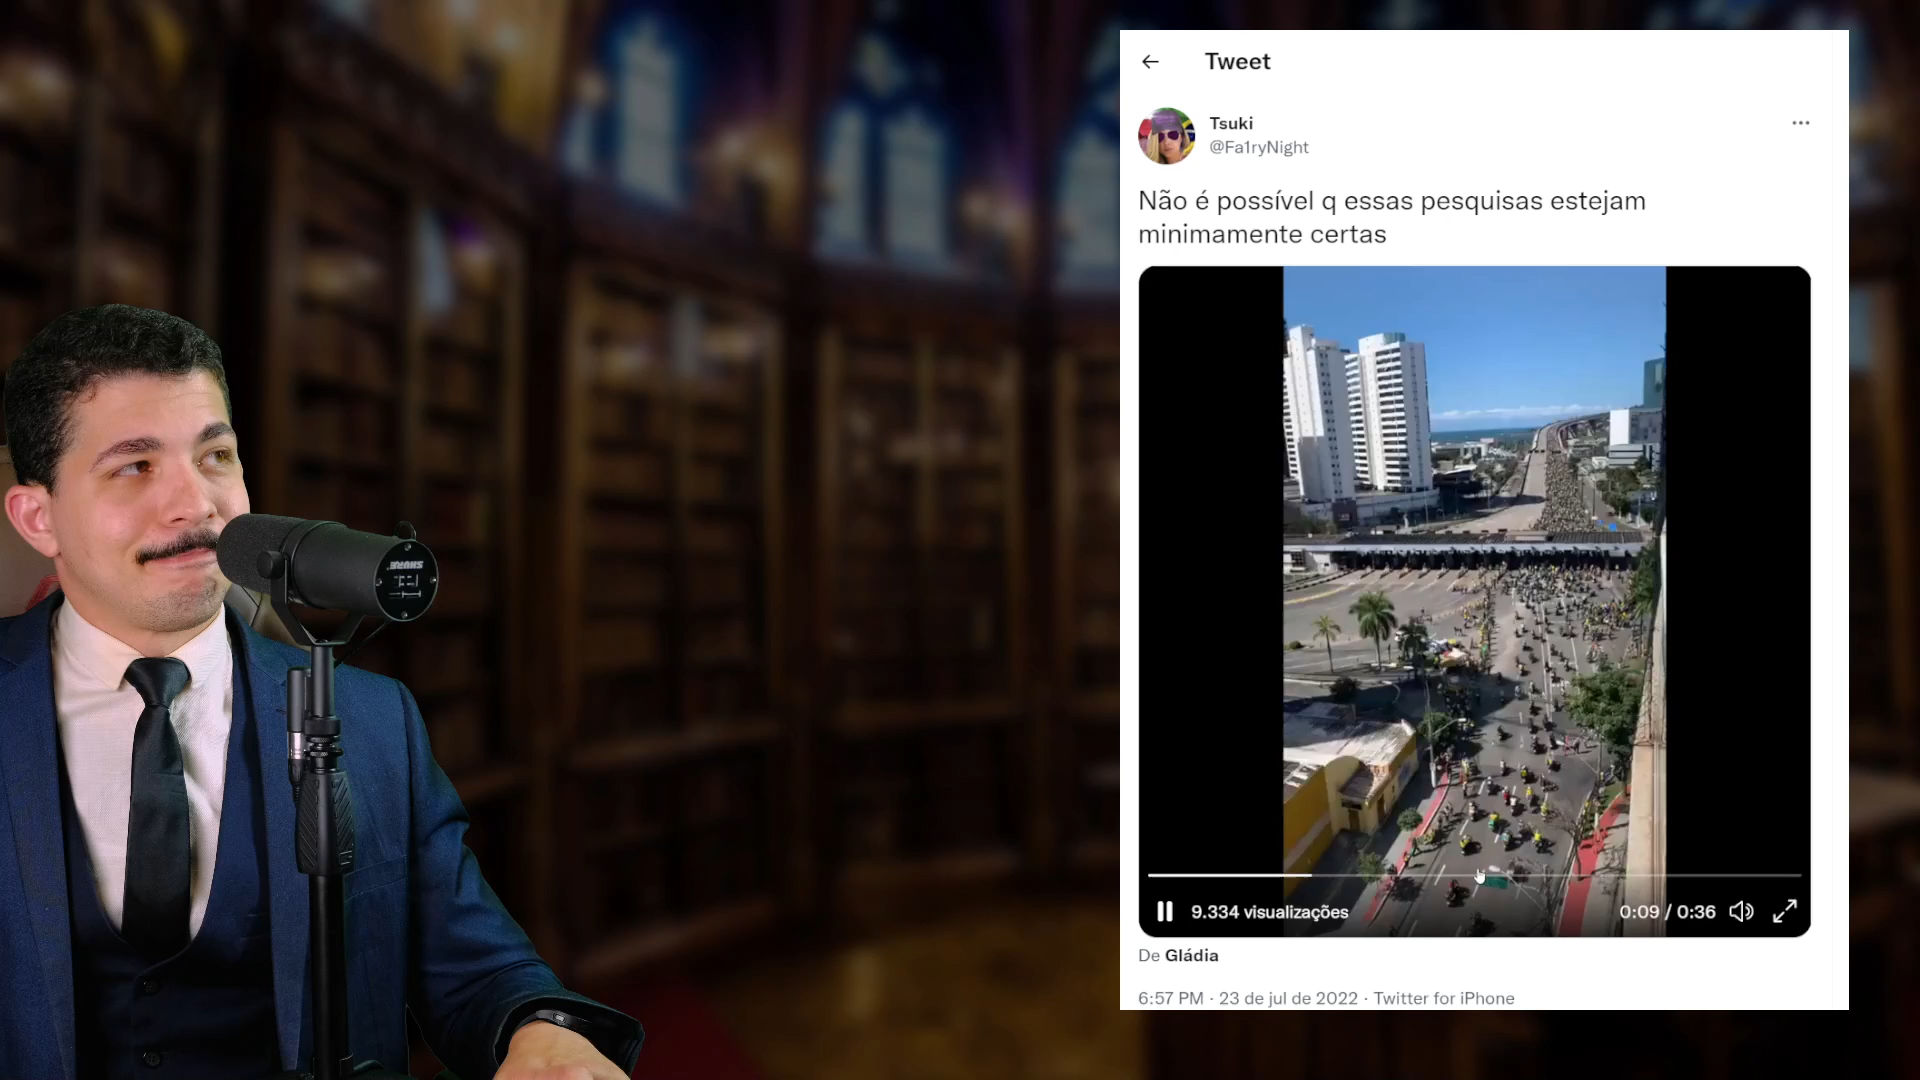 Tweet
Tsuki
@Fa1ryNight
Não é possível q essas pesquisas estejam
minimamente certas
9.334 visualizações
0:09 / 0:36
De Gládia
6:57 PM · 23 de jul de 2022 · Twitter for iPhone
SHURE